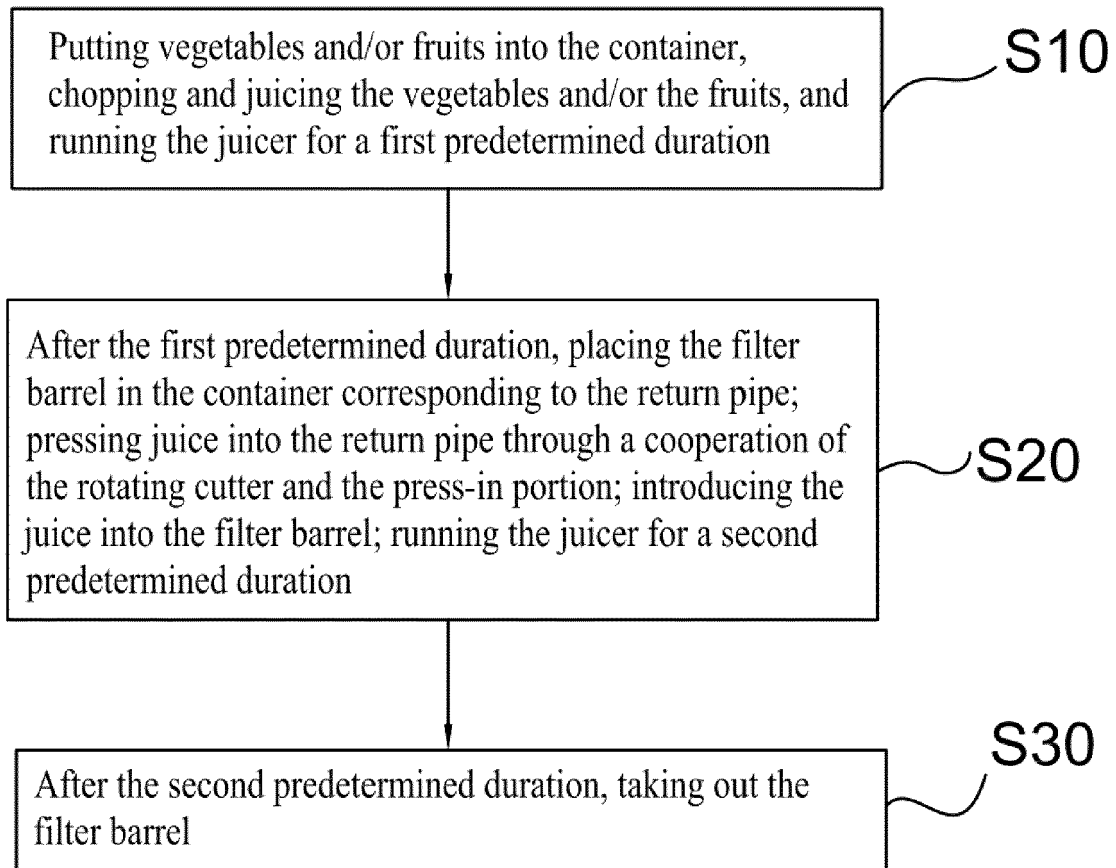 Putting vegetables and/or fruits into the container,
chopping and juicing the vegetables and/or the fruits, and
running the juicer for a first predetermined duration
S10
After the first predetermined duration, placing the filter
barrel in the container corresponding to the return pipe;
pressing juice into the return pipe through a cooperation of
the rotating cutter and the press-in portion; introducing the
juice into the filter barrel; running the juicer for a second
predetermined duration
S20
After the second predetermined duration, taking out the
filter barrel
S30